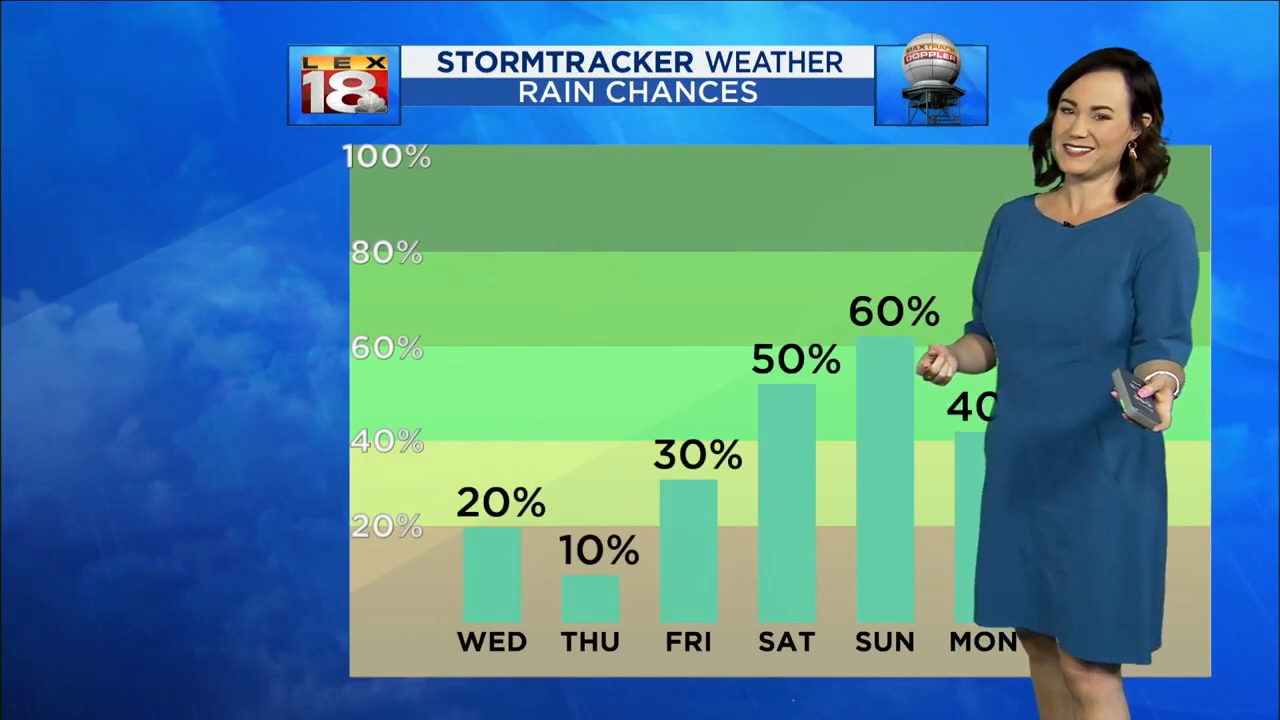 LEX
18
STORMTRACKER WEATHER
RAIN CHANCES
MAXTRACK
DOPPLER
100%
80%
60%
40%
20%
20%
10%
30%
50%
60%
40
WED THU FRI SAT SUN MON